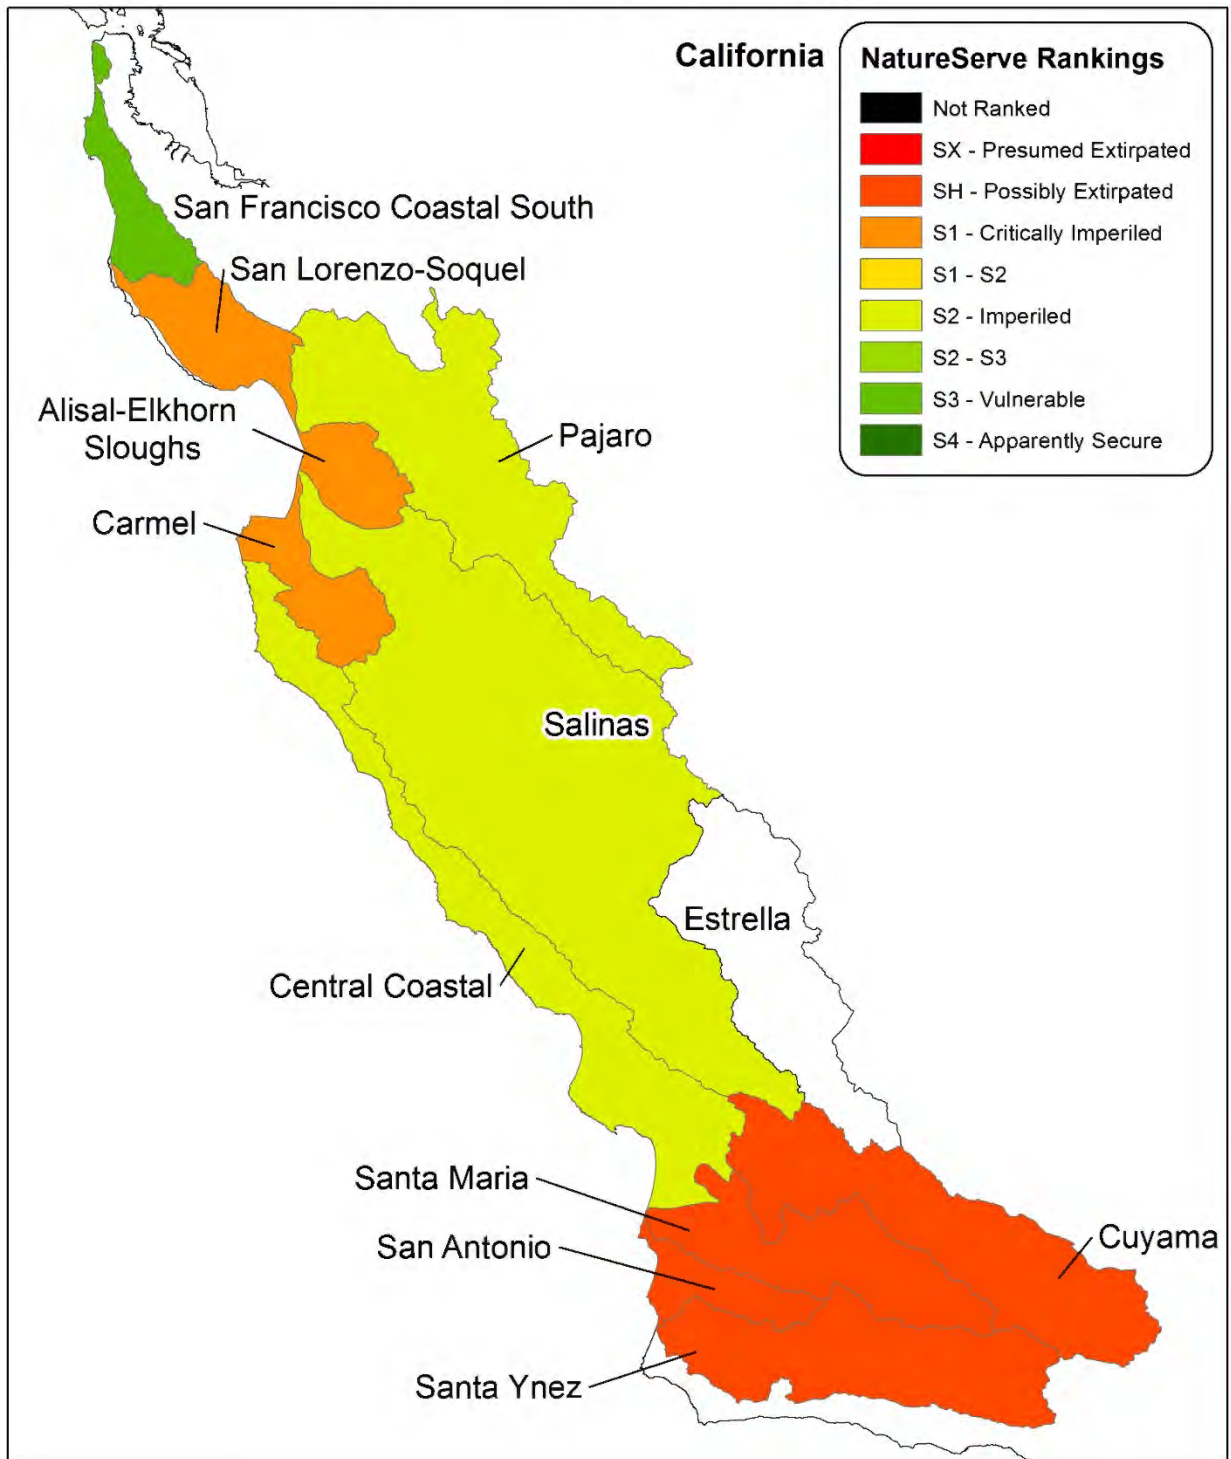 California
NatureServe Rankings
Not Ranked
SX - Presumed Extirpated
SH - Possibly Extirpated
S1 - Critically Imperiled
S1 - S2
S2 - Imperiled
S2 - S3
S3 - Vulnerable
S4 - Apparently Secure
San Francisco Coastal South
San Lorenzo-Soquel
Alisal-Elkhorn
Sloughs
Pajaro
Carmel
Salinas
Estrella
Central Coastal
Santa Maria
San Antonio
Cuyama
Santa Ynez